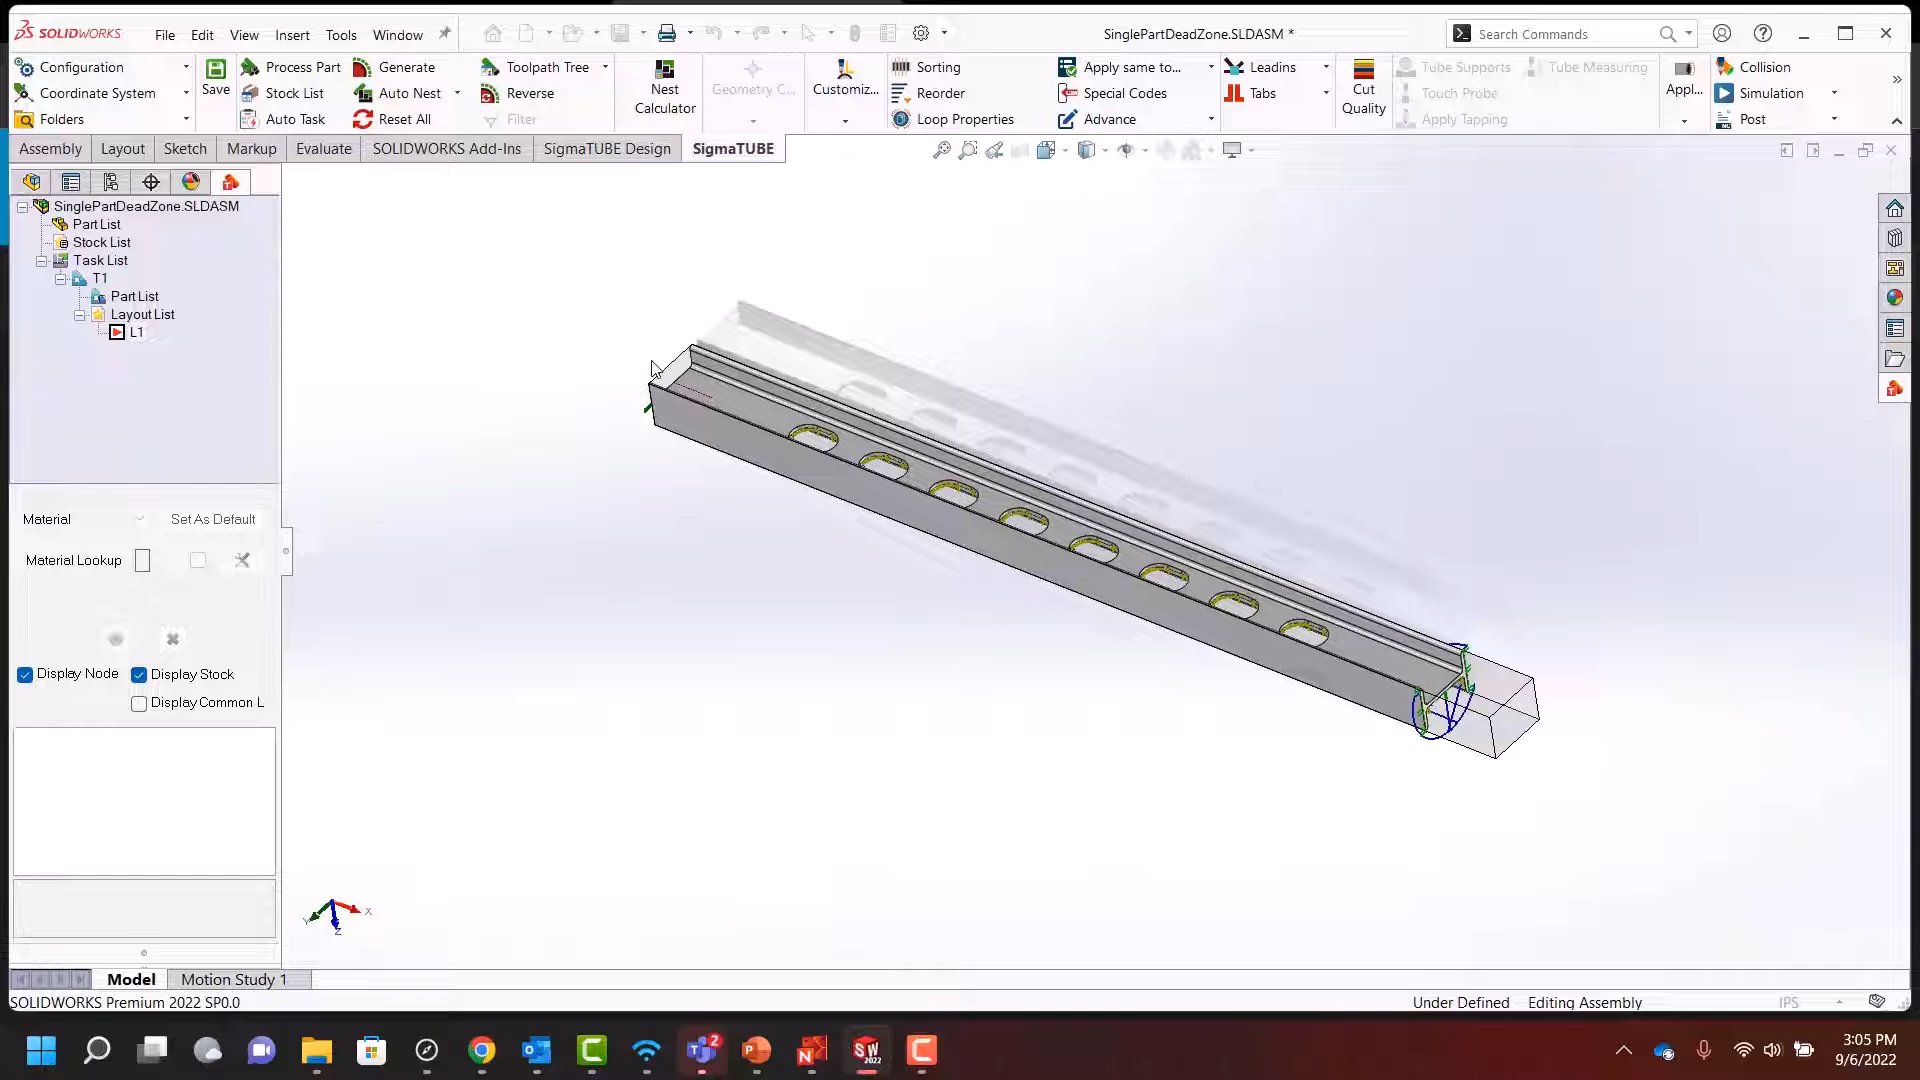 SOLIDWORKS File Edit View Insert Tools Window SinglePartDeadZone.SLDASM * Search Commands
Configuration Process Part Generate Toolpath Tree Sorting Apply same to... Leadins Tube Supports Tube Measuring Collision
Coordinate System Save Stock List Auto Nest Reverse Nest Calculator Geometry C... Customiz... Reorder Special Codes Tabs Cut Quality Touch Probe Appl... Simulation
Folders Auto Task Reset All Filter Loop Properties Advance Apply Tapping Post
Assembly Layout Sketch Markup Evaluate SOLIDWORKS Add-Ins SigmaTUBE Design SigmaTUBE
SinglePartDeadZone.SLDASM
Part List
Stock List
Task List
T1
Part List
Layout List
L1
Material Set As Default
Material Lookup
Display Node Display Stock
Display Common L
X
Y
Z
Model Motion Study 1
SOLIDWORKS Premium 2022 SP0.0 Under Defined Editing Assembly IPS
2
SW
2022
3:05 PM
9/6/2022